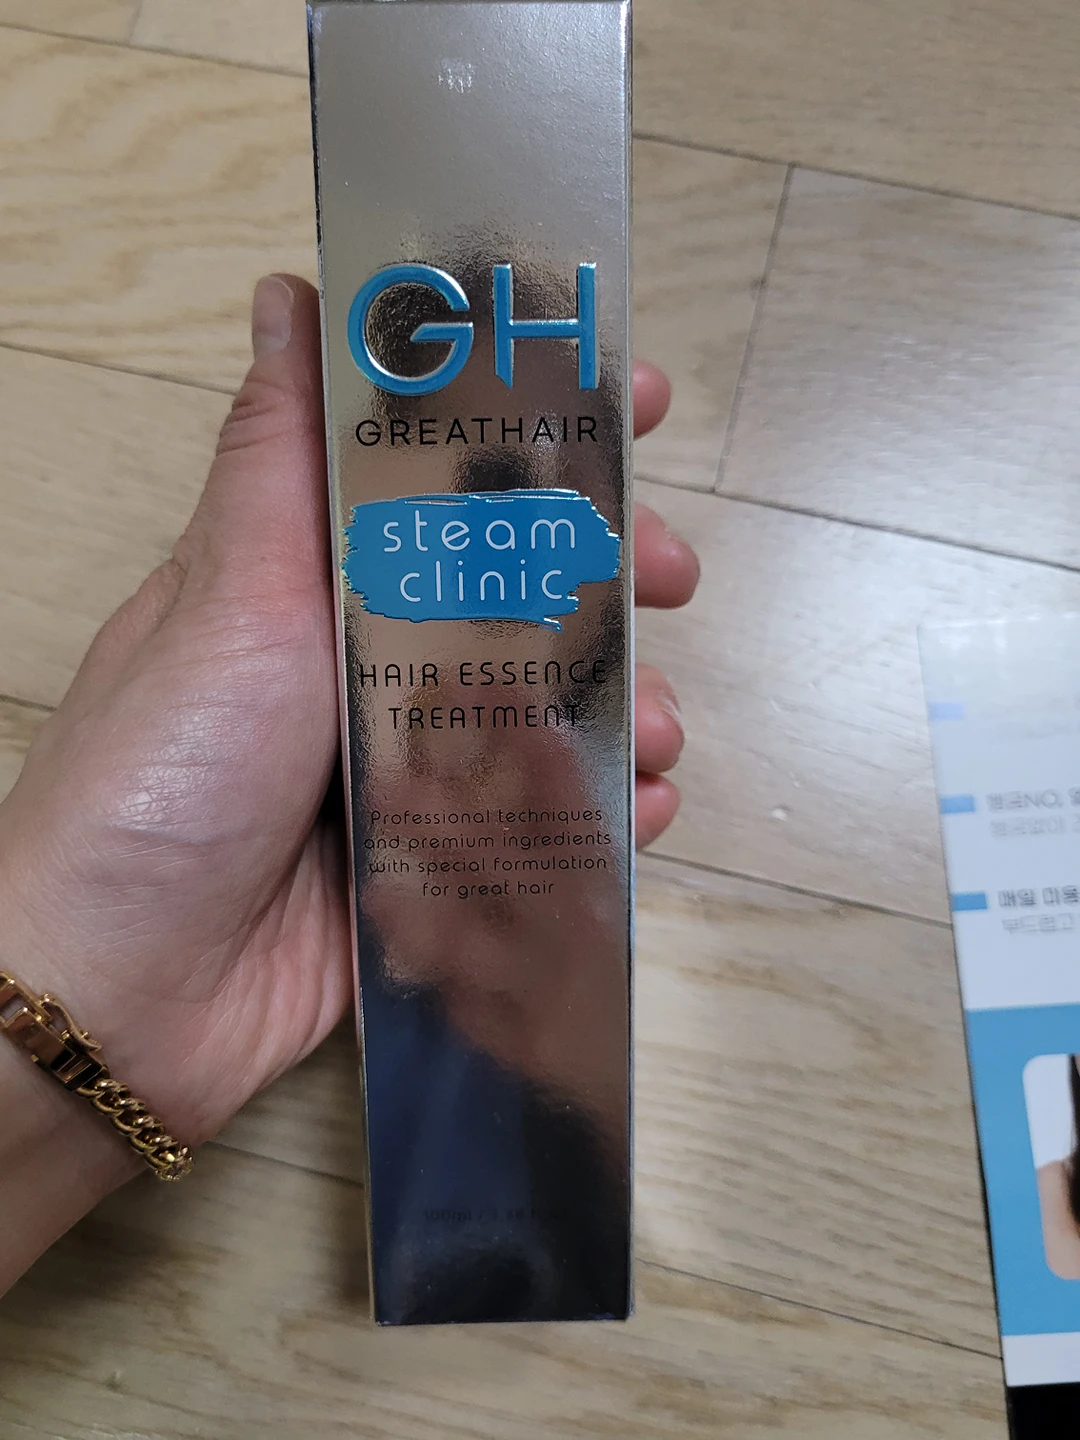 GH
GREATHAIR
steam
clinic
HAIR ESSENCE
TREATMENT
Professional techniques
and premium ingredients
with special formulation
for great hair